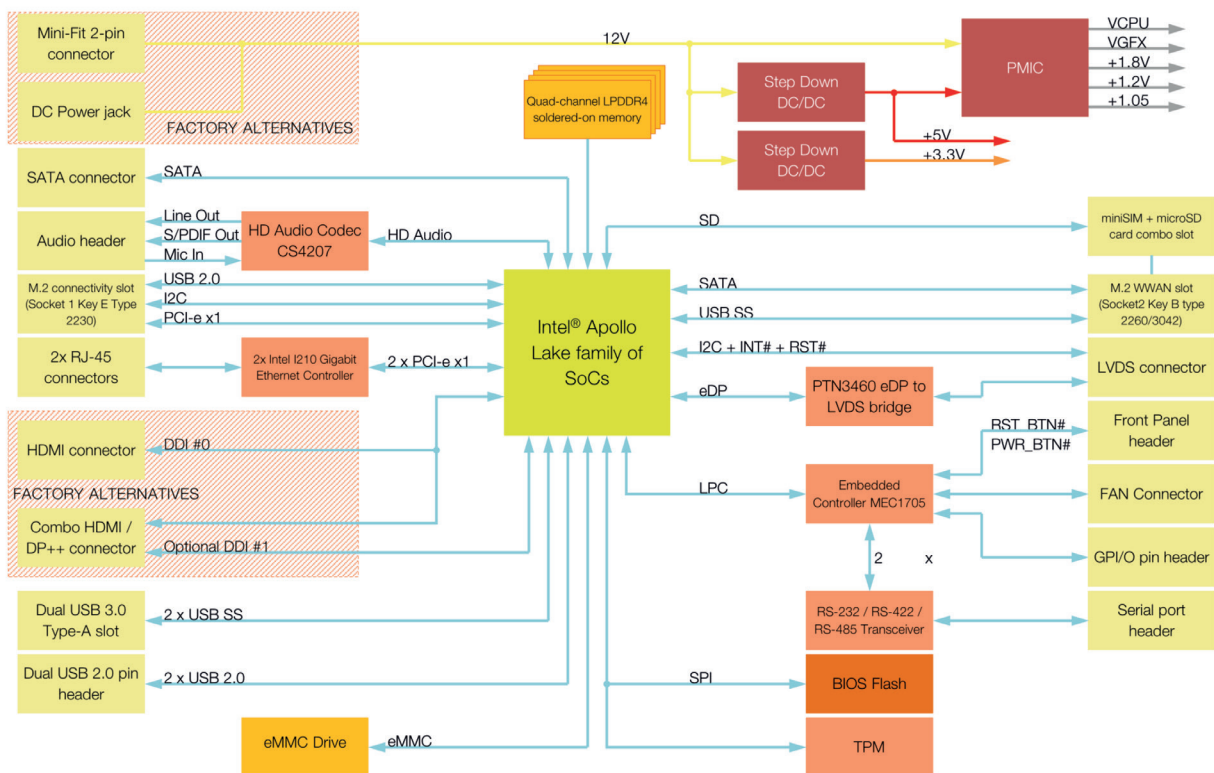 Mini-Fit 2-pin
connector
DC Power jack
FACTORY ALTERNATIVES
12V
Quad-channel LPDDR4
soldered-on memory
Step Down
DC/DC
Step Down
DC/DC
PMIC
VCPU
VGFX
+1.8V
+1.2V
+1.05
+5V
+3.3V
SATA connector
SATA
Audio header
Line Out
S/PDIF Out
Mic In
HD Audio Codec
CS4207
HD Audio
M.2 connectivity slot
(Socket 1 Key E Type
2230)
USB 2.0
I2C
PCI-e x1
2x RJ-45
connectors
2x Intel I210 Gigabit
Ethernet Controller
2 x PCI-e x1
HDMI connector
DDI #0
FACTORY ALTERNATIVES
Combo HDMI /
DP++ connector
Optional DDI #1
Dual USB 3.0
Type-A slot
2 x USB SS
Dual USB 2.0 pin
header
2 x USB 2.0
eMMC Drive
eMMC
Intel® Apollo
Lake family of
SoCs
SD
miniSIM + microSD
card combo slot
SATA
USB SS
M.2 WWAN slot
(Socket2 Key B type
2260/3042)
I2C + INT# + RST#
LVDS connector
eDP
PTN3460 eDP to
LVDS bridge
RST_BTN#
PWR_BTN#
Front Panel
header
LPC
Embedded
Controller MEC1705
FAN Connector
GPI/O pin header
2 x
RS-232 / RS-422 /
RS-485 Transceiver
Serial port
header
SPI
BIOS Flash
TPM